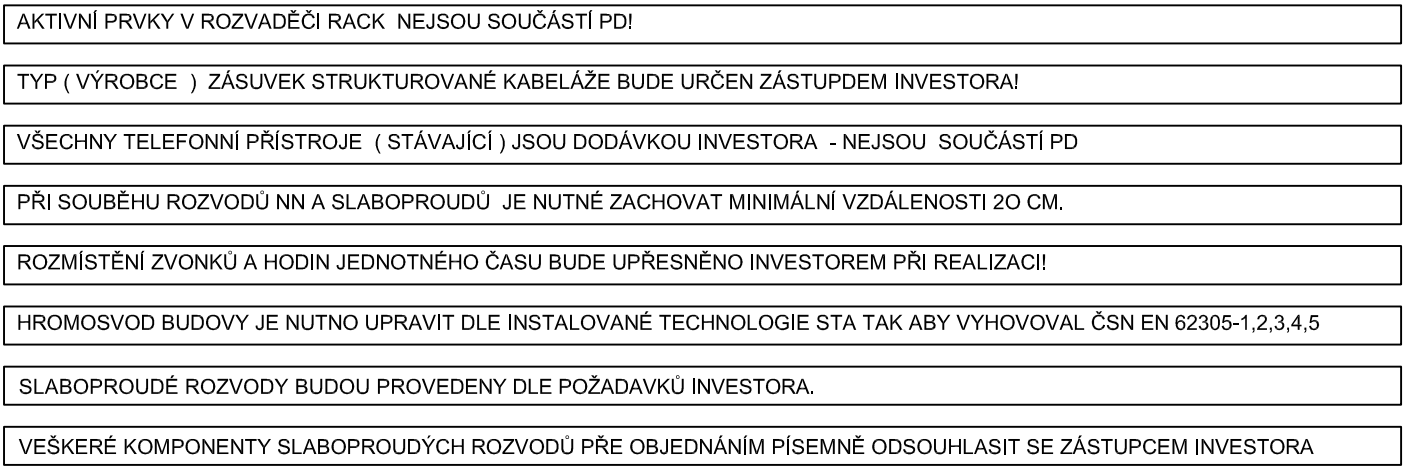 AKTIVNÍ PRVKY V ROZVADĚČI RACK  NEJSOU SOUČÁSTÍ PD!
TYP ( VÝROBCE  )  ZÁSUVEK STRUKTUROVANÉ KABELÁŽE BUDE URČEN ZÁSTUPDEM INVESTORA!
VŠECHNY TELEFONNÍ PŘÍSTROJE  ( STÁVAJÍCÍ ) JSOU DODÁVKOU INVESTORA  - NEJSOU  SOUČÁSTÍ PD
PŘI SOUBĚHU ROZVODŮ NN A SLABOPROUDŮ  JE NUTNÉ ZACHOVAT MINIMÁLNÍ VZDÁLENOSTI 2O CM.
ROZMÍSTĚNÍ ZVONKŮ A HODIN JEDNOTNÉHO ČASU BUDE UPŘESNĚNO INVESTOREM PŘI REALIZACI!
HROMOSVOD BUDOVY JE NUTNO UPRAVIT DLE INSTALOVANÉ TECHNOLOGIE STA TAK ABY VYHOVOVAL ČSN EN 62305-1,2,3,4,5
SLABOPROUDÉ ROZVODY BUDOU PROVEDENY DLE POŽADAVKŮ INVESTORA.
VEŠKERÉ KOMPONENTY SLABOPROUDÝCH ROZVODŮ PŘE OBJEDNÁNÍM PÍSEMNĚ ODSOUHLASIT SE ZÁSTUPCEM INVESTORA